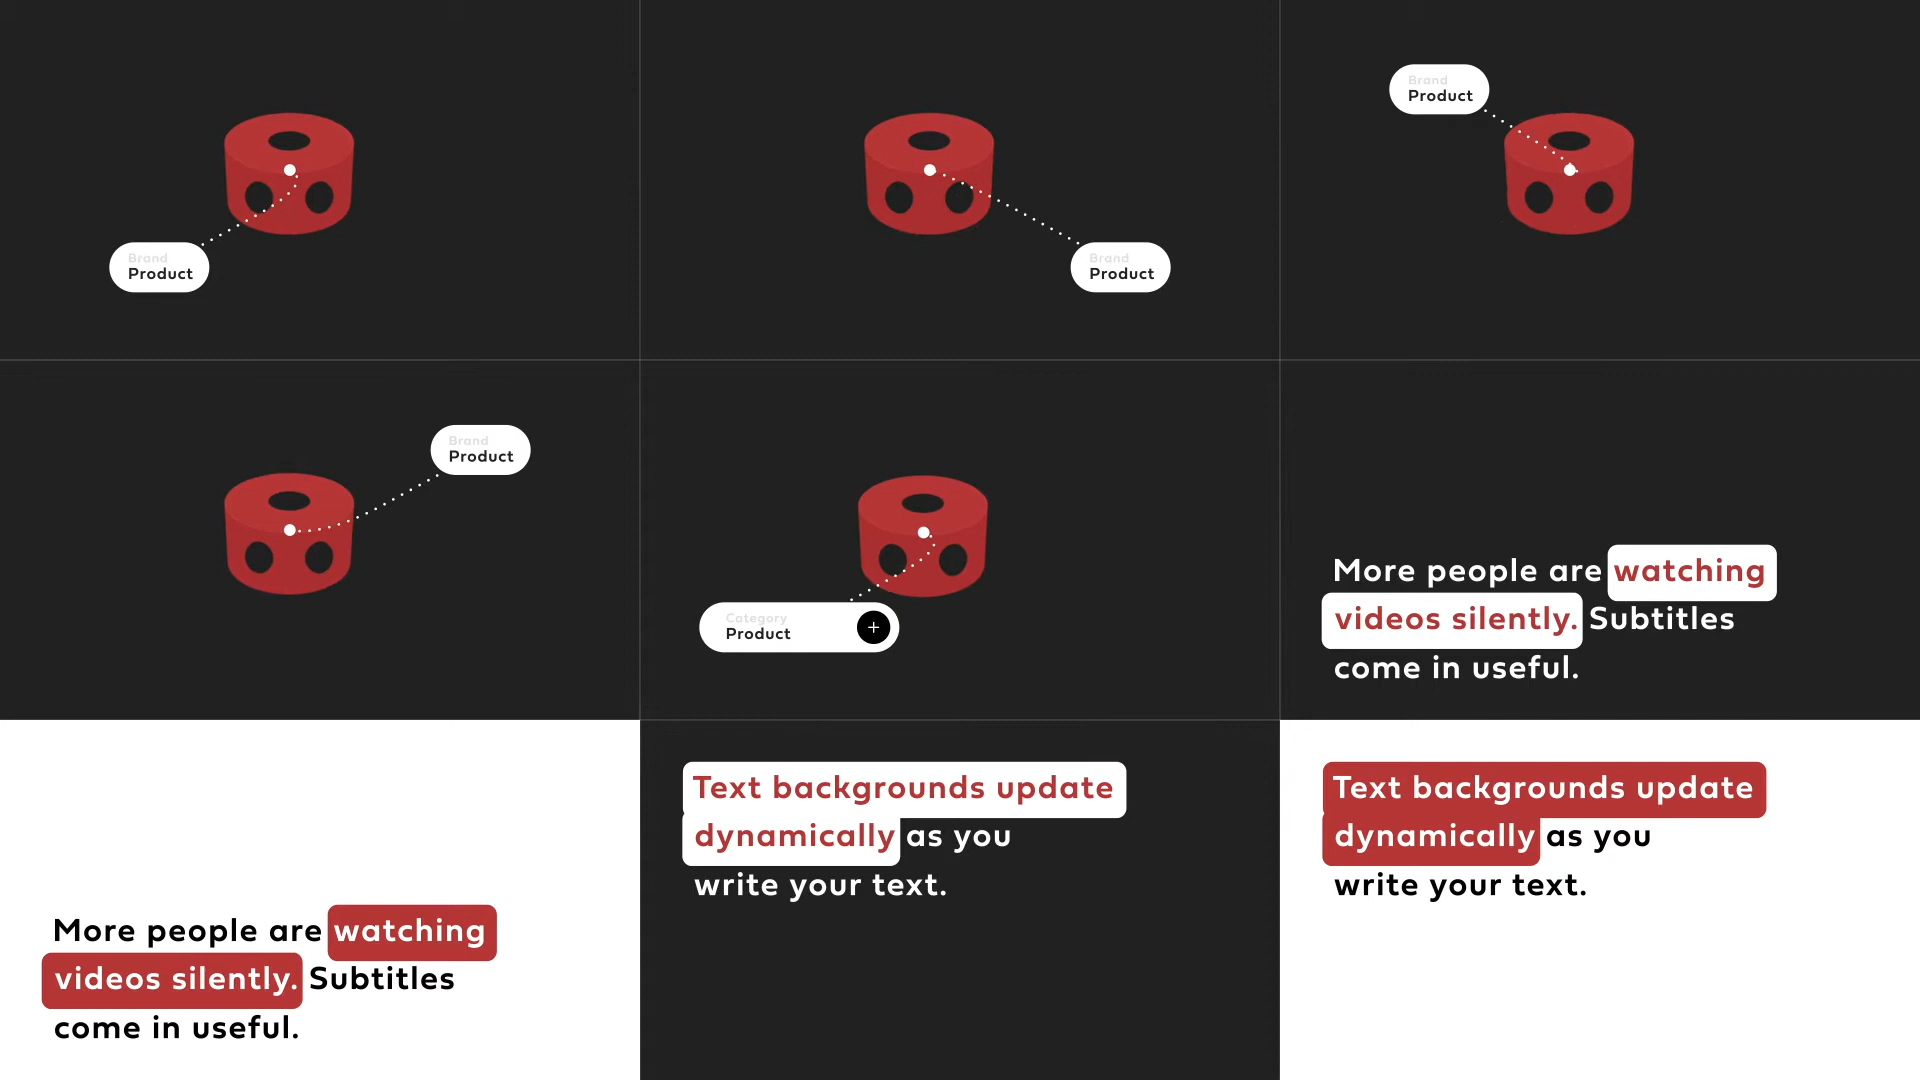 Brand
Product
Brand
Product
Brand
Product
Brand
Product
Category
Product
+
More people are watching
videos silently. Subtitles
come in useful.
More people are watching
videos silently. Subtitles
come in useful.
Text backgrounds update
dynamically as you
write your text.
Text backgrounds update
dynamically as you
write your text.